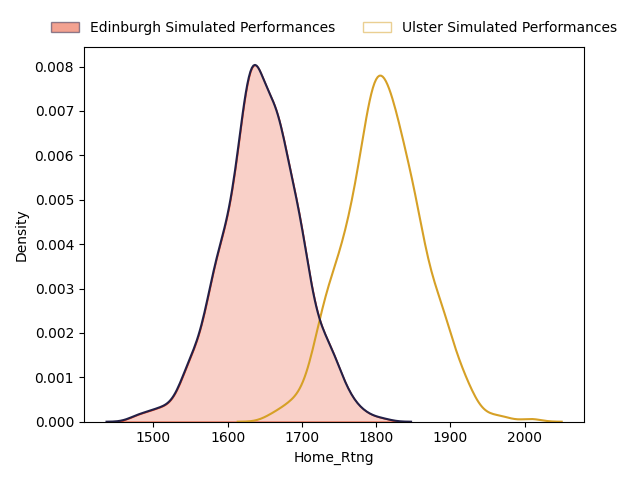 Edinburgh Simulated Performances Ulster Simulated Performances
0.008
0.007
0.006
0.005
0.004
0.003
0.002
0.001
0.000
Density
1500 1600 1700 1800 1900 2000
Home_Rtng